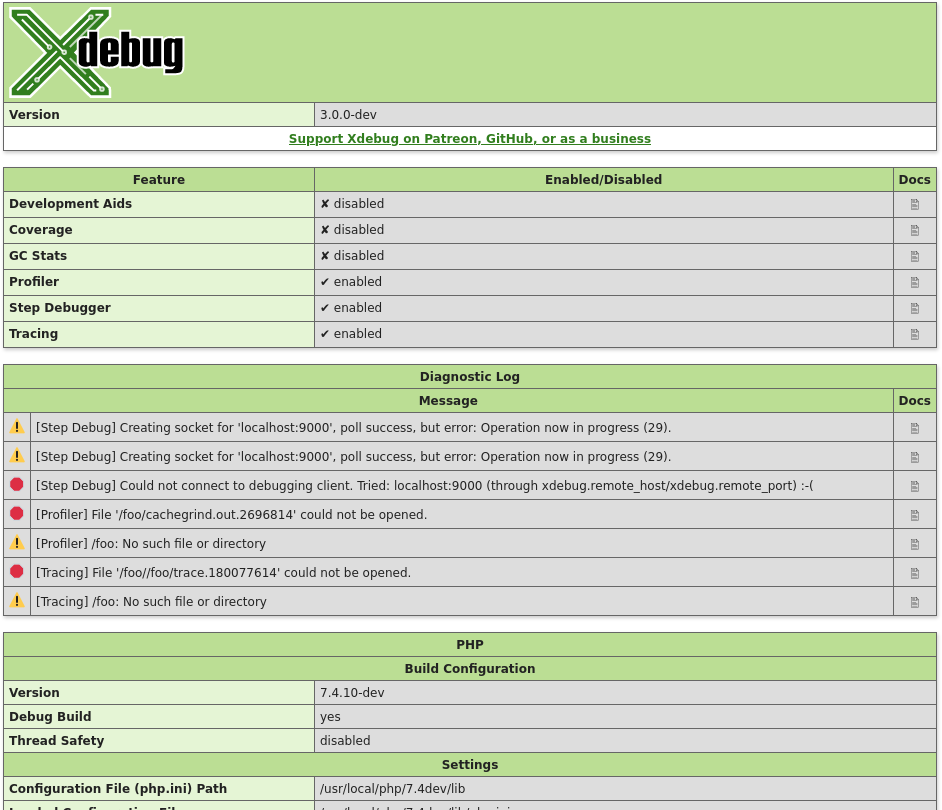 Xdebug
Version 3.0.0-dev
Support Xdebug on Patreon, GitHub, or as a business
Feature Enabled/Disabled Docs
Development Aids ✘ disabled
Coverage ✘ disabled
GC Stats ✘ disabled
Profiler ✔ enabled
Step Debugger ✔ enabled
Tracing ✔ enabled
Diagnostic Log
Message Docs
[Step Debug] Creating socket for 'localhost:9000', poll success, but error: Operation now in progress (29).
[Step Debug] Creating socket for 'localhost:9000', poll success, but error: Operation now in progress (29).
[Step Debug] Could not connect to debugging client. Tried: localhost:9000 (through xdebug.remote_host/xdebug.remote_port) :-(
[Profiler] File '/foo/cachegrind.out.2696814' could not be opened.
[Profiler] /foo: No such file or directory
[Tracing] File '/foo//foo/trace.180077614' could not be opened.
[Tracing] /foo: No such file or directory
PHP
Build Configuration
Version 7.4.10-dev
Debug Build yes
Thread Safety disabled
Settings
Configuration File (php.ini) Path /usr/local/php/7.4dev/lib